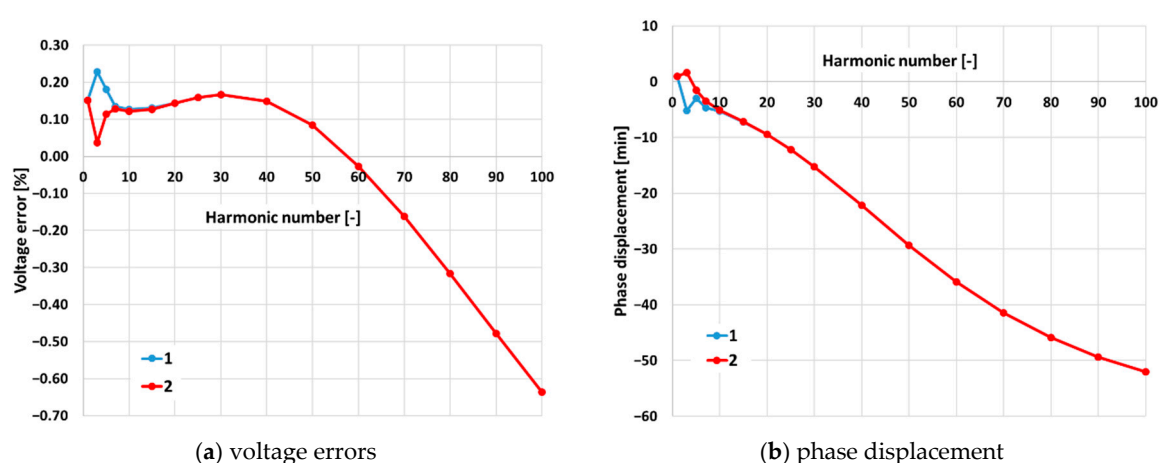 0.30
0.20
0.10
0.00
−0.10
−0.20
−0.30
−0.40
−0.50
−0.60
−0.70
Voltage error [%]
0 10 20 30 40 50 60 70 80 90 100
Harmonic number [-]
1
2
(a) voltage errors
10
0
−10
−20
−30
−40
−50
−60
Phase displacement [min]
Harmonic number [-]
0 10 20 30 40 50 60 70 80 90 100
1
2
(b) phase displacement